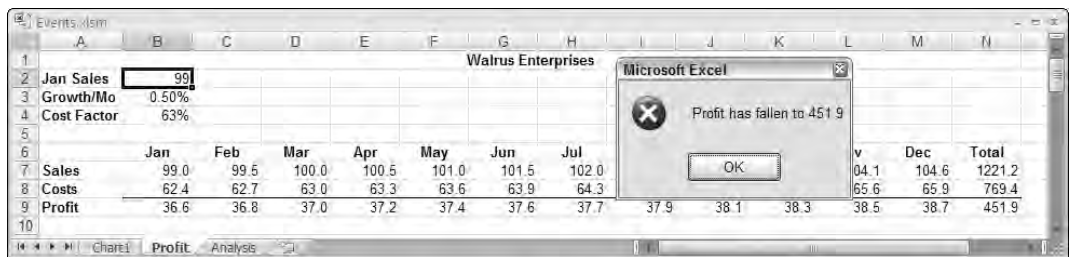 Events.xlsm
A B C D E F G H I J K L M N
1 Walrus Enterprises
2 Jan Sales 99
3 Growth/Mo 0.50%
4 Cost Factor 63%
5
6 Jan Feb Mar Apr May Jun Jul v Dec Total
7 Sales 99.0 99.5 100.0 100.5 101.0 101.5 102.0 04.1 104.6 1221.2
8 Costs 62.4 62.7 63.0 63.3 63.6 63.9 64.3 65.6 65.9 769.4
9 Profit 36.6 36.8 37.0 37.2 37.4 37.6 37.7 37.9 38.1 38.3 38.5 38.7 451.9
10
Microsoft Excel
Profit has fallen to 451.9
OK
Chart1 Profit Analysis